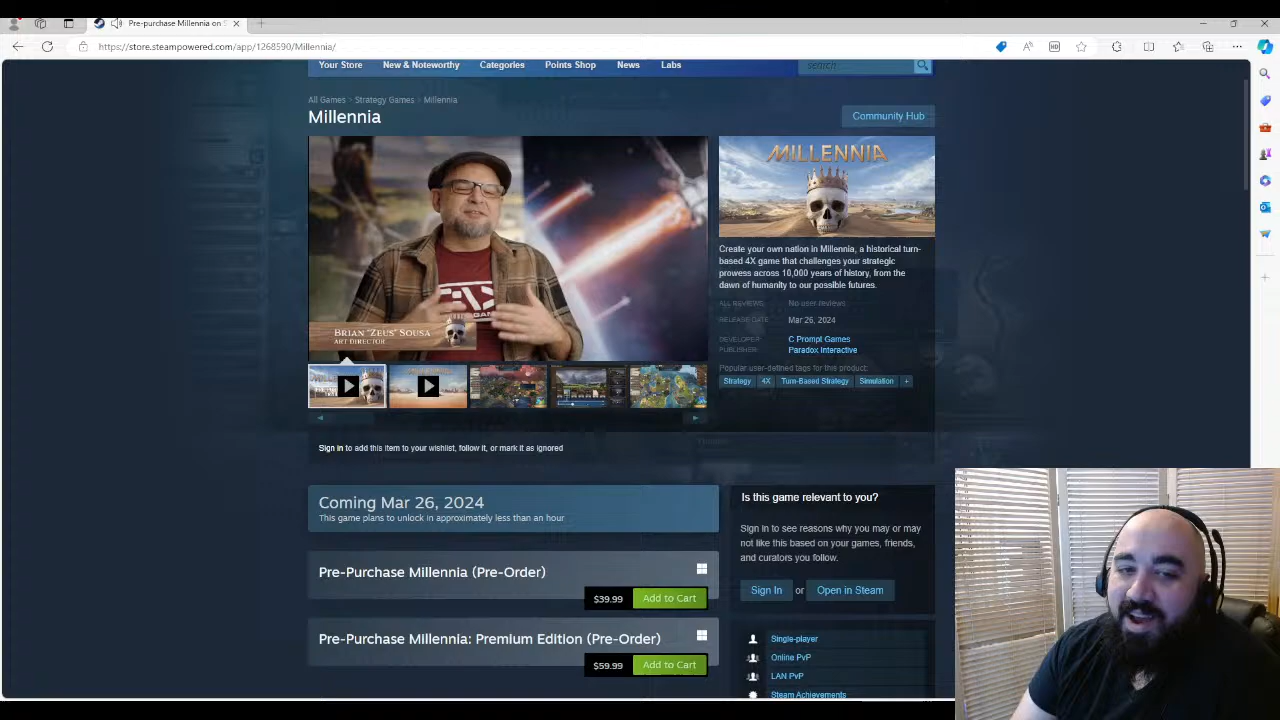 Pre-purchase Millennia on
https://store.steampowered.com/app/1268590/Millennia/
Your Store
New & Noteworthy
Categories
Points Shop
News
Labs
search
All Games > Strategy Games > Millennia
Millennia
Community Hub
MILLENNIA
BRIAN "ZEUS" SOUSA
ART DIRECTOR
Create your own nation in Millennia, a historical turn-
based 4X game that challenges your strategic
prowess across 10,000 years of history, from the
dawn of humanity to our possible futures.
ALL REVIEWS: No user reviews
RELEASE DATE: Mar 26, 2024
DEVELOPER: C Prompt Games
PUBLISHER: Paradox Interactive
Popular user-defined tags for this product:
Strategy 4X Turn-Based Strategy Simulation +
Sign in to add this item to your wishlist, follow it, or mark it as ignored
Coming Mar 26, 2024
This game plans to unlock in approximately less than an hour
Pre-Purchase Millennia (Pre-Order)
$39.99 Add to Cart
Pre-Purchase Millennia: Premium Edition (Pre-Order)
$59.99 Add to Cart
Is this game relevant to you?
Sign in to see reasons why you may or may
not like this based on your games, friends,
and curators you follow.
Sign In or Open in Steam
Single-player
Online PvP
LAN PvP
Steam Achievements